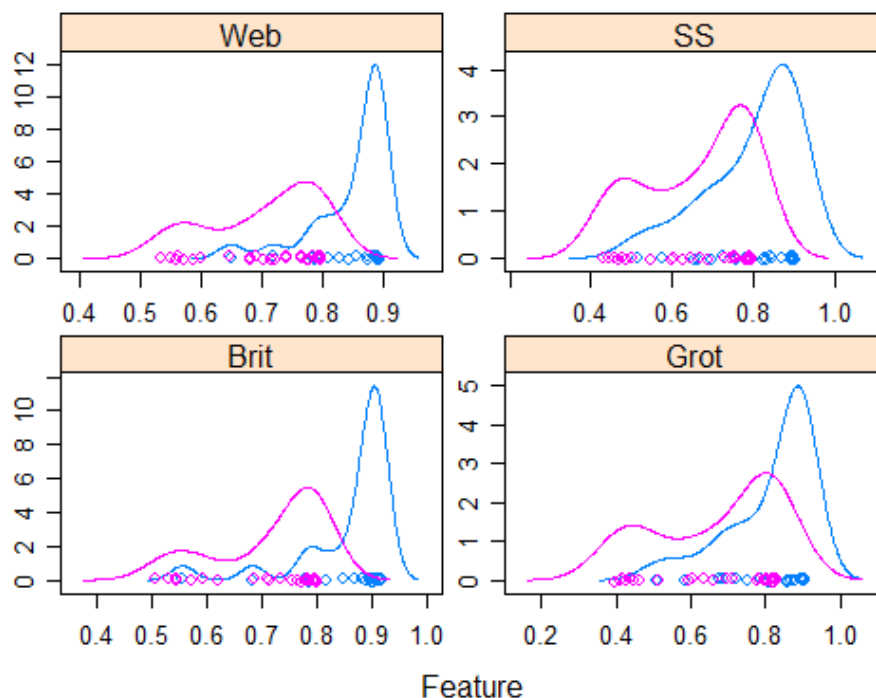 Web
SS
0 2 4 6 8 10 12
0 1 2 3 4
0.4 0.5 0.6 0.7 0.8 0.9
0.4 0.6 0.8 1.0
Brit
Grot
0 2 4 6 8 10
0 1 2 3 4 5
0.4 0.5 0.6 0.7 0.8 0.9 1.0
0.2 0.4 0.6 0.8 1.0
Feature